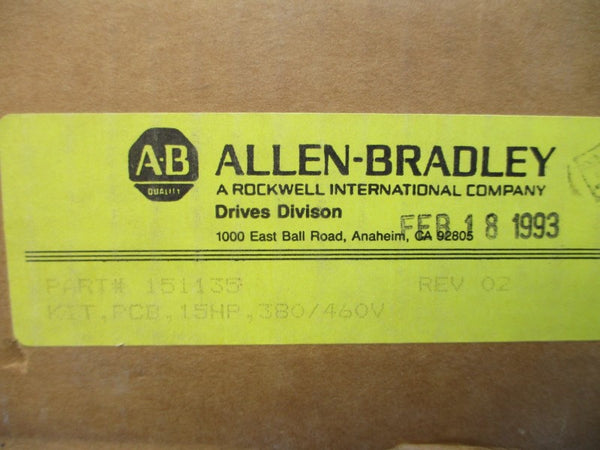 A-B
QUALITY
ALLEN-BRADLEY
A ROCKWELL INTERNATIONAL COMPANY
Drives Divison
FEB 18 1993
1000 East Ball Road, Anaheim, CA 92805
PART# 151135 REV 02
KIT,PCB,15HP,380/460V